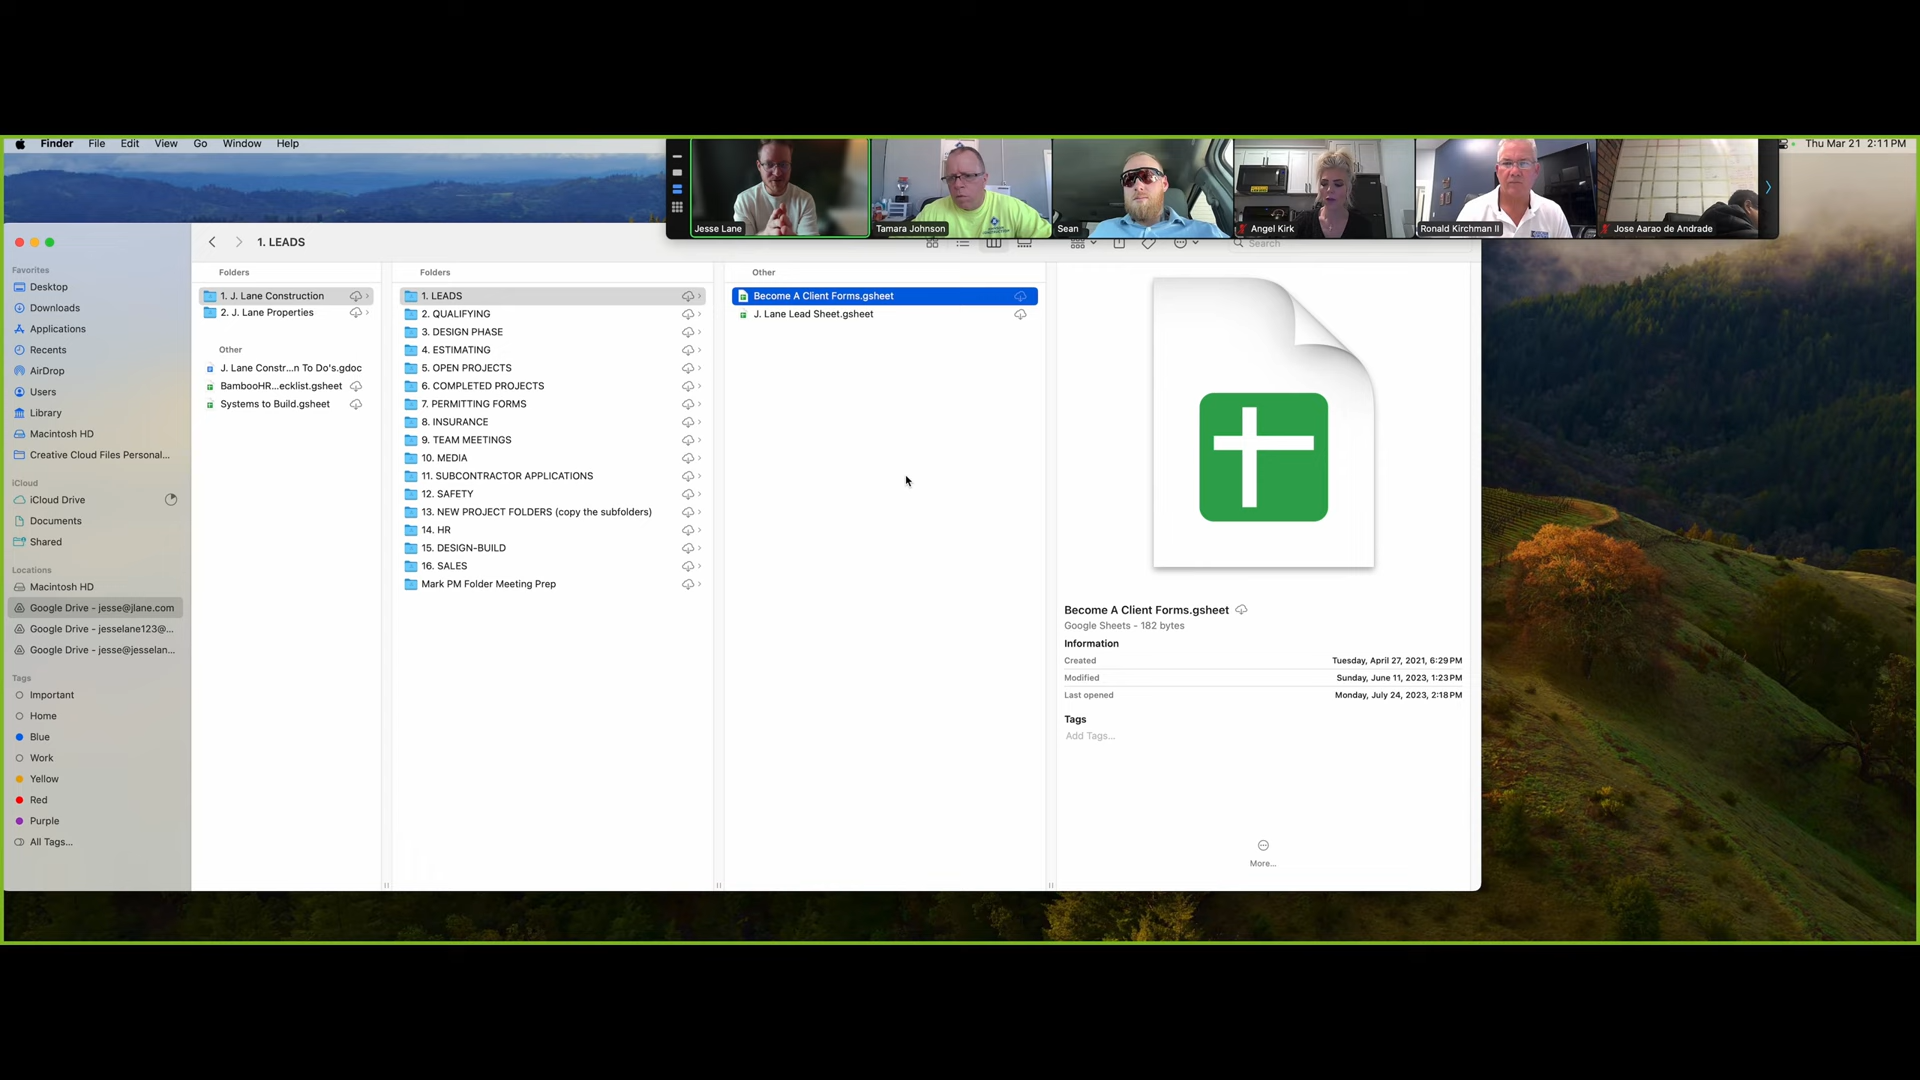 Finder File Edit View Go Window Help
Thu Mar 21 2:11 PM
Jesse Lane
Tamara Johnson
Sean
Angel Kirk
Ronald Kirchman II
Jose Aarao de Andrade
1. LEADS
Search
Favorites
Desktop
Downloads
Applications
Recents
AirDrop
Users
Library
Macintosh HD
Creative Cloud Files Personal...
iCloud
iCloud Drive
Documents
Shared
Locations
Macintosh HD
Google Drive - jesse@jlane.com
Google Drive - jesselane123@...
Google Drive - jesse@jesselan...
Tags
Important
Home
Blue
Work
Yellow
Red
Purple
All Tags...
Folders
1. J. Lane Construction
2. J. Lane Properties
Other
J. Lane Constr...n To Do's.gdoc
BambooHR...ecklist.gsheet
Systems to Build.gsheet
Folders
1. LEADS
2. QUALIFYING
3. DESIGN PHASE
4. ESTIMATING
5. OPEN PROJECTS
6. COMPLETED PROJECTS
7. PERMITTING FORMS
8. INSURANCE
9. TEAM MEETINGS
10. MEDIA
11. SUBCONTRACTOR APPLICATIONS
12. SAFETY
13. NEW PROJECT FOLDERS (copy the subfolders)
14. HR
15. DESIGN-BUILD
16. SALES
Mark PM Folder Meeting Prep
Other
Become A Client Forms.gsheet
J. Lane Lead Sheet.gsheet
Become A Client Forms.gsheet
Google Sheets - 182 bytes
Information
Created Tuesday, April 27, 2021, 6:29 PM
Modified Sunday, June 11, 2023, 1:23 PM
Last opened Monday, July 24, 2023, 2:18 PM
Tags
Add Tags...
More...